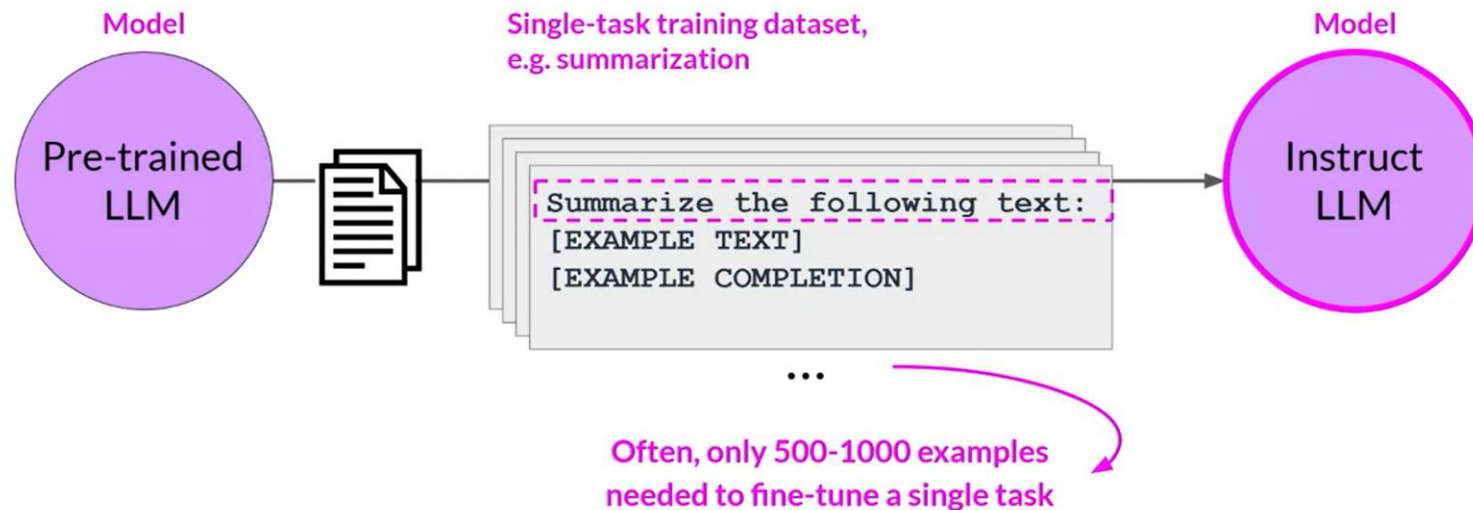 Model
Single-task training dataset,
e.g. summarization
Model
Pre-trained
LLM
Summarize the following text:
[EXAMPLE TEXT]
[EXAMPLE COMPLETION]
...
Instruct
LLM
Often, only 500-1000 examples
needed to fine-tune a single task